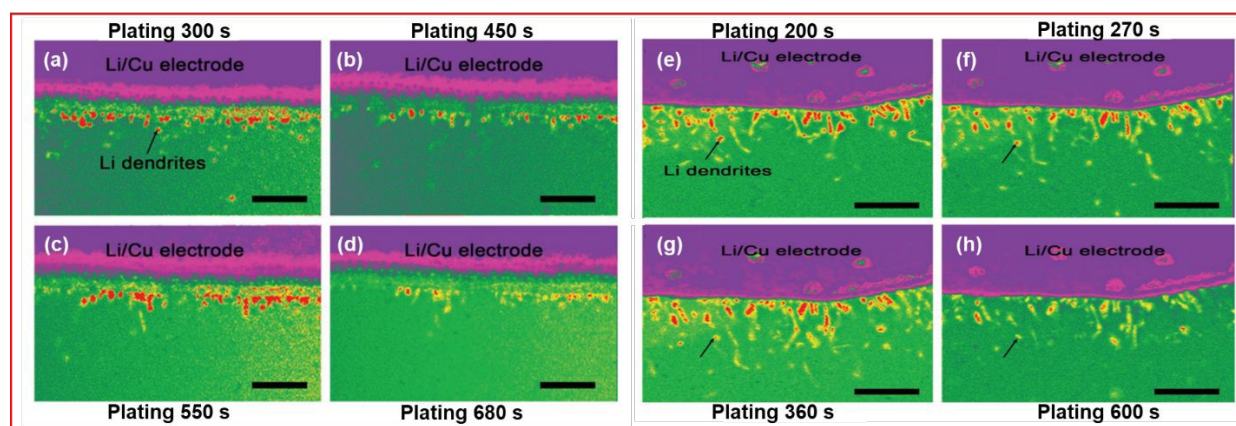 Plating 300 s
Plating 450 s
Plating 200 s
Plating 270 s
(a)
Li/Cu electrode
Li dendrites
(b)
Li/Cu electrode
(e)
Li/Cu electrode
Li dendrites
(f)
Li/Cu electrode
(c)
Li/Cu electrode
(d)
Li/Cu electrode
(g)
Li/Cu electrode
(h)
Li/Cu electrode
Plating 550 s
Plating 680 s
Plating 360 s
Plating 600 s